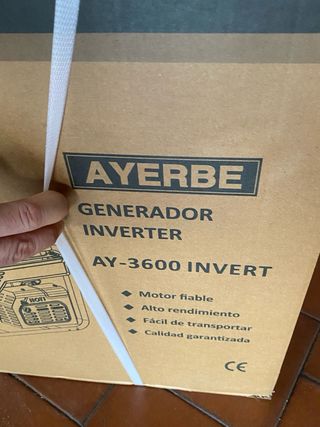 AYERBE
GENERADOR
INVERTER
AY-3600 INVERT
◆ Motor fiable
◆ Alto rendimiento
◆ Fácil de transportar
◆ Calidad garantizada
CE